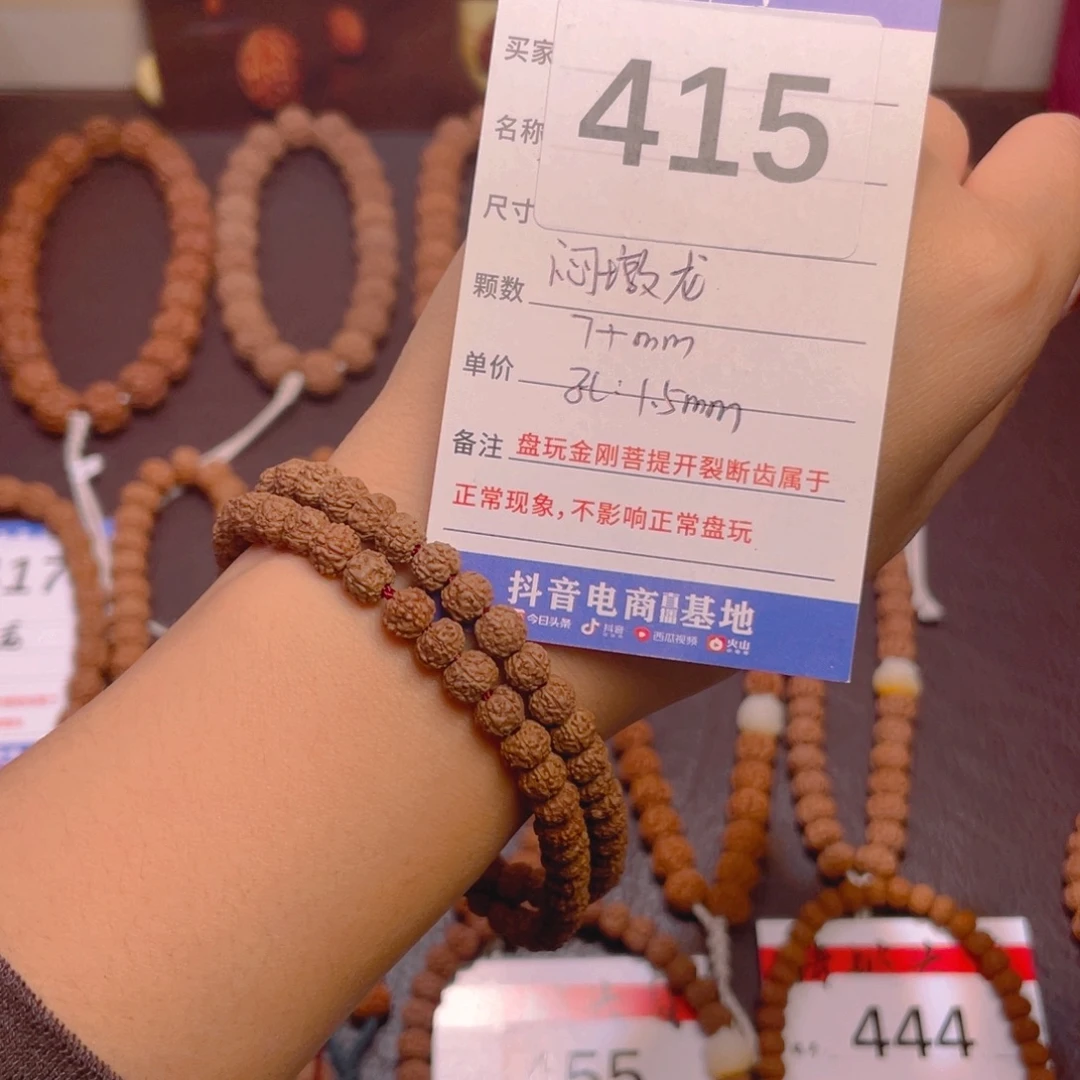 买家
415
名称
尺寸
闷墩龙
颗数
7+mm
单价
孔:1.5mm
备注 盘玩金刚菩提开裂断齿属于
正常现象，不影响正常盘玩
抖音电商直播基地
今日头条 抖音 西瓜视频 火山
17
55
444